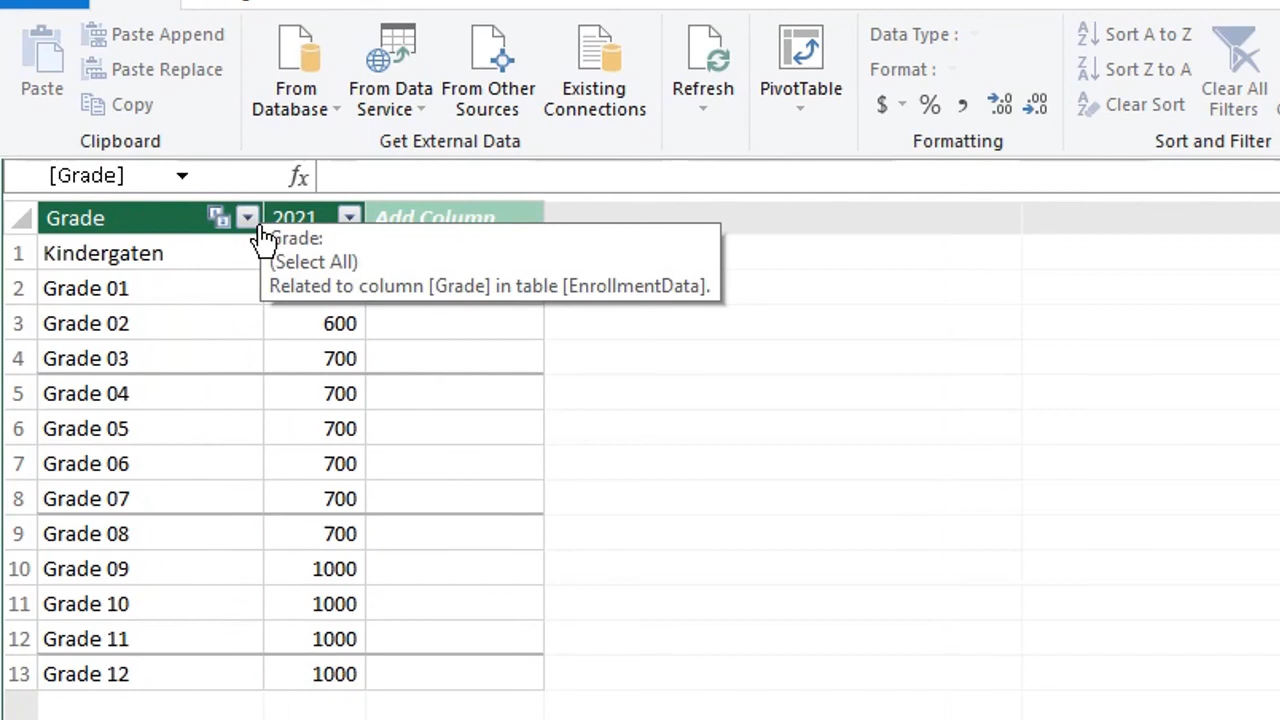 Paste
Paste Append
Paste Replace
Copy
Clipboard
From Database
From Data Service
From Other Sources
Existing Connections
Get External Data
Refresh
PivotTable
Data Type :
Format :
$ % , .00 .00
Formatting
Sort A to Z
Sort Z to A
Clear Sort
Clear All Filters
Sort and Filter
[Grade] fx
Grade 2021 Add Column
Grade:
(Select All)
Related to column [Grade] in table [EnrollmentData].
1 Kindergaten
2 Grade 01
3 Grade 02 600
4 Grade 03 700
5 Grade 04 700
6 Grade 05 700
7 Grade 06 700
8 Grade 07 700
9 Grade 08 700
10 Grade 09 1000
11 Grade 10 1000
12 Grade 11 1000
13 Grade 12 1000